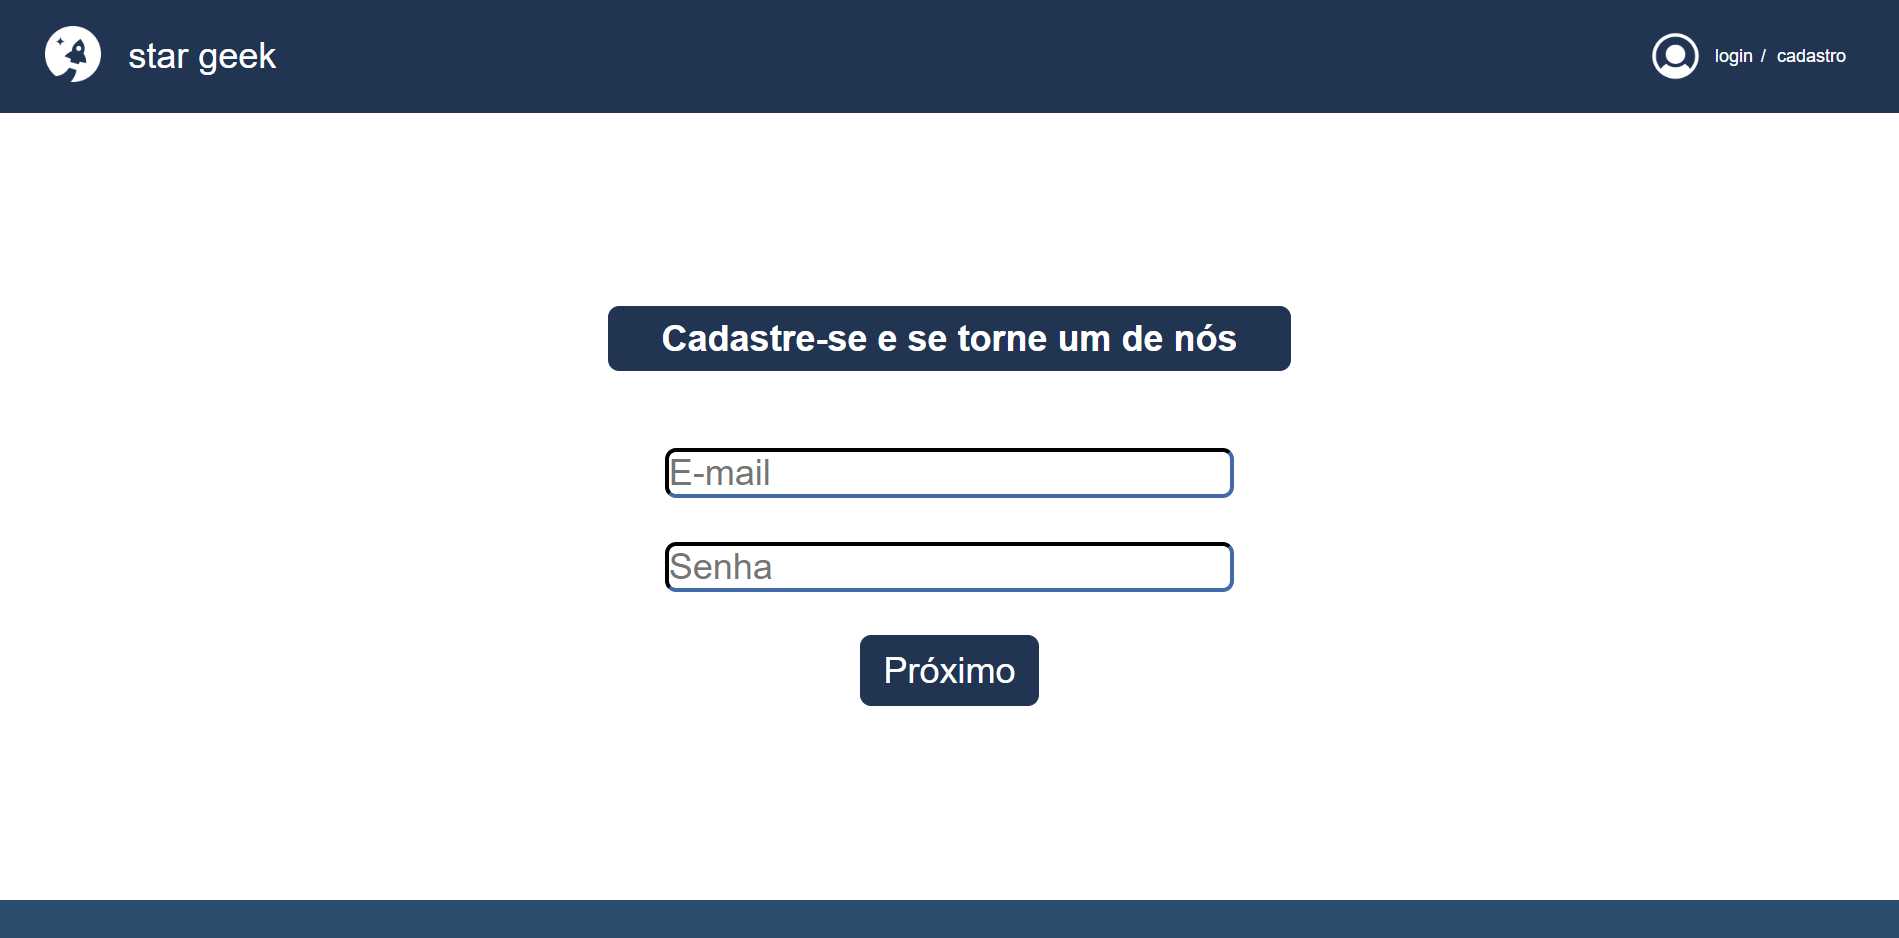 star geek
login / cadastro
Cadastre-se e se torne um de nós
E-mail
Senha
Próximo